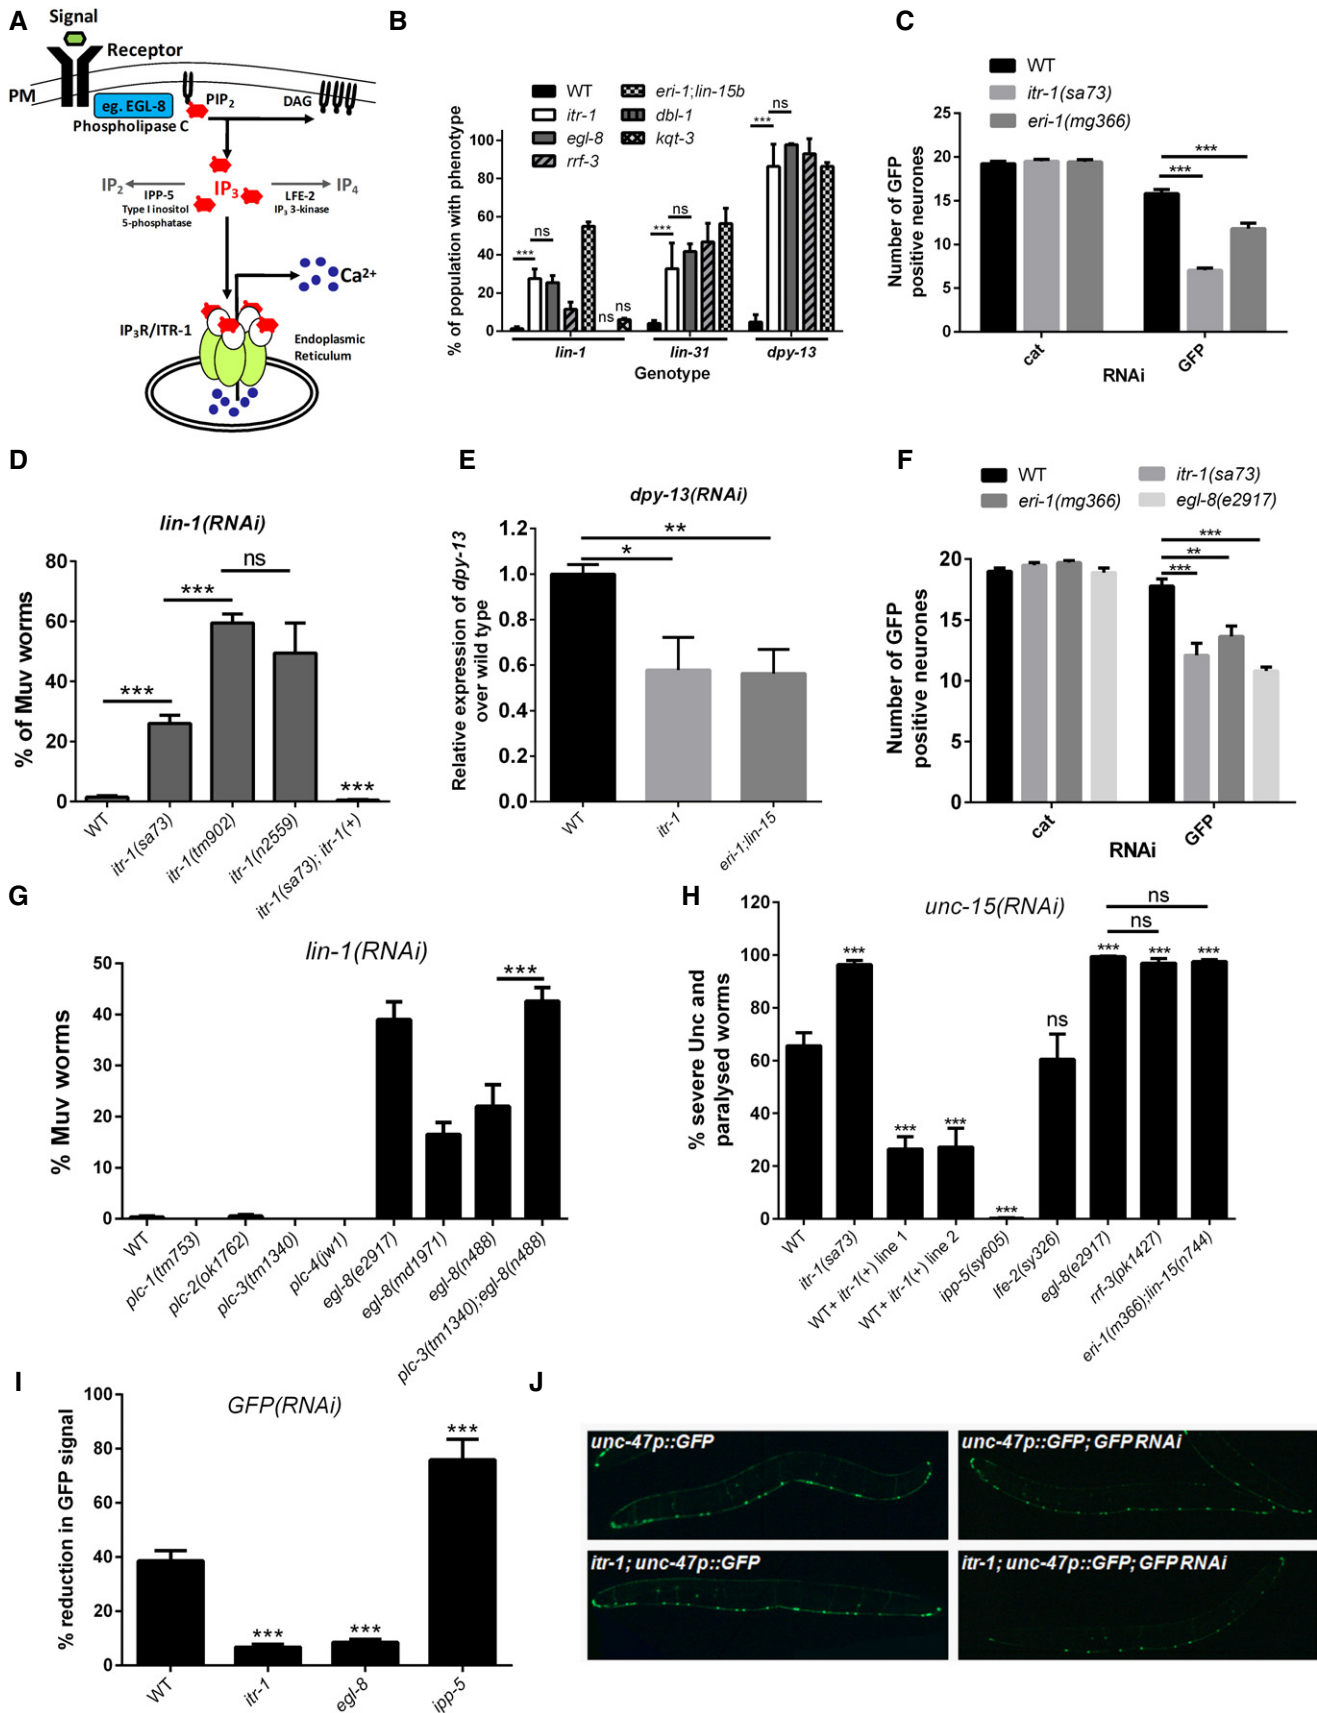 A
Signal
Receptor
PM
eg. EGL-8
PIP2
DAG
Phospholipase C
IP2
IP3
IP4
IPP-5
Type I inositol
5-phosphatase
LFE-2
IP3 3-kinase
Ca2+
IP3R/ITR-1
Endoplasmic
Reticulum
B
WT
itr-1
egl-8
rrf-3
eri-1;lin-15b
dbl-1
kqt-3
% of population with phenotype
100
80
60
40
20
0
*** ns
ns ns
*** ns
*** ns
lin-1 lin-31 dpy-13
Genotype
C
WT
itr-1(sa73)
eri-1(mg366)
Number of GFP
positive neurones
25
20
15
10
5
0
***
***
cat GFP
RNAi
D
lin-1(RNAi)
% of Muv worms
80
60
40
20
0
***
***
ns
***
WT
itr-1(sa73)
itr-1(tm902)
itr-1(n2559)
itr-1(sa73); itr-1(+)
E
dpy-13(RNAi)
Relative expression of dpy-13
over wild type
1.2
1.0
0.8
0.6
0.4
0.2
0.0
**
*
WT
itr-1
eri-1;lin-15
F
WT
itr-1(sa73)
eri-1(mg366)
egl-8(e2917)
Number of GFP
positive neurones
20
15
10
5
0
***
**
***
cat GFP
RNAi
G
lin-1(RNAi)
% Muv worms
50
40
30
20
10
0
***
WT
plc-1(tm753)
plc-2(ok1762)
plc-3(tm1340)
plc-4(jw1)
egl-8(e2917)
egl-8(md1971)
egl-8(n488)
plc-3(tm1340);egl-8(n488)
H
unc-15(RNAi)
% severe Unc and
paralysed worms
120
100
80
60
40
20
0
ns
ns
*** *** *** *** ns *** *** ***
WT
itr-1(sa73)
WT+ itr-1(+) line 1
WT+ itr-1(+) line 2
ipp-5(sy605)
lfe-2(sy326)
egl-8(e2917)
rrf-3(pk1427)
eri-1(m366);lin-15(n744)
I
GFP(RNAi)
% reduction in GFP signal
100
80
60
40
20
0
*** *** ***
WT
itr-1
egl-8
ipp-5
J
unc-47p::GFP
unc-47p::GFP; GFP RNAi
itr-1; unc-47p::GFP
itr-1; unc-47p::GFP; GFP RNAi